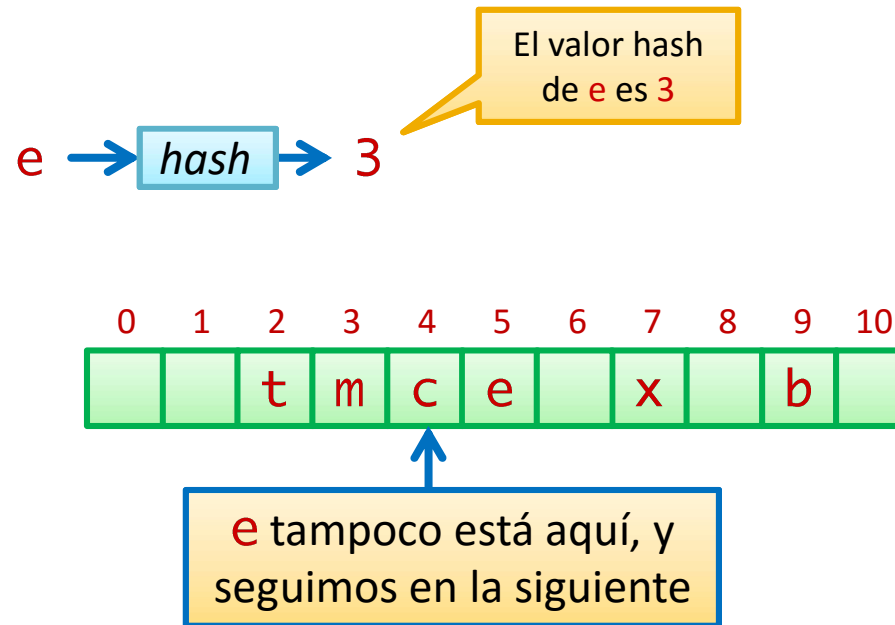 El valor hash
de e es 3
e hash 3
0 1 2 3 4 5 6 7 8 9 10
t m c e x b
e tampoco está aquí, y
seguimos en la siguiente